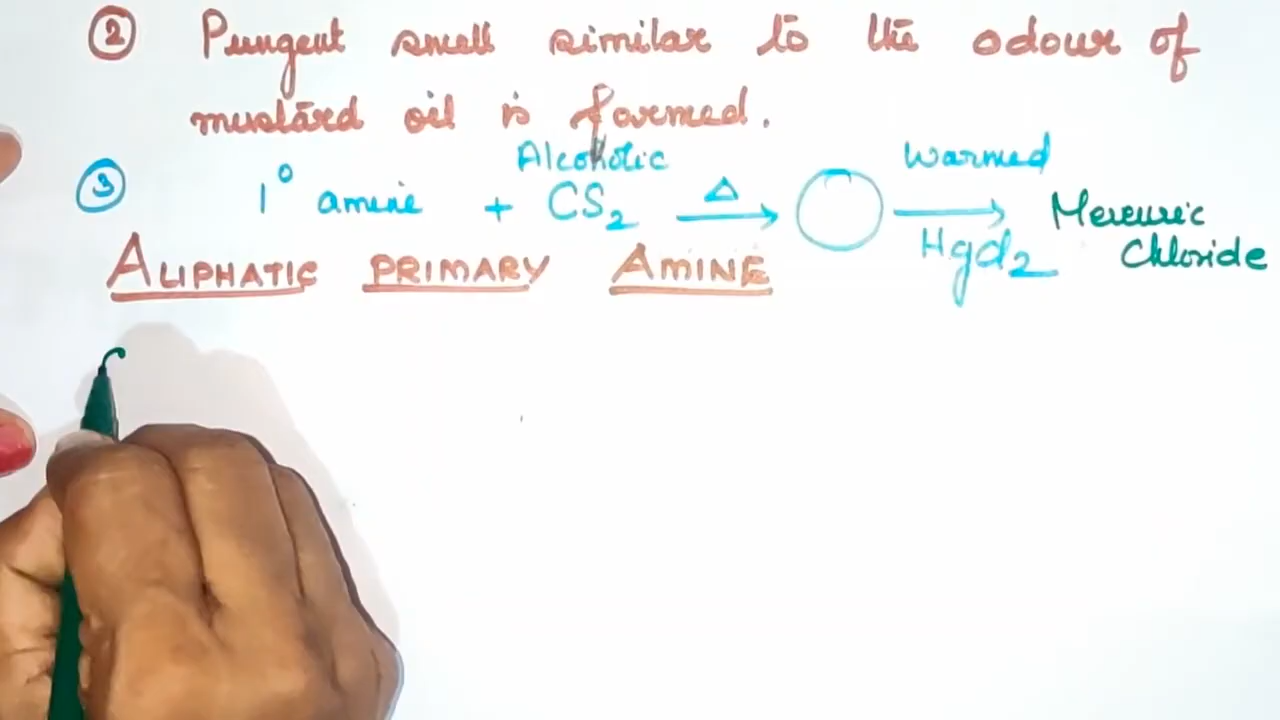 ② Pungent smell similar to the odour of
mustard oil is formed.
③ 1° amine + Alcoholic CS₂ △→ ◯ Warmed HgCl₂→ Mercuric Chloride
ALIPHATIC PRIMARY AMINE